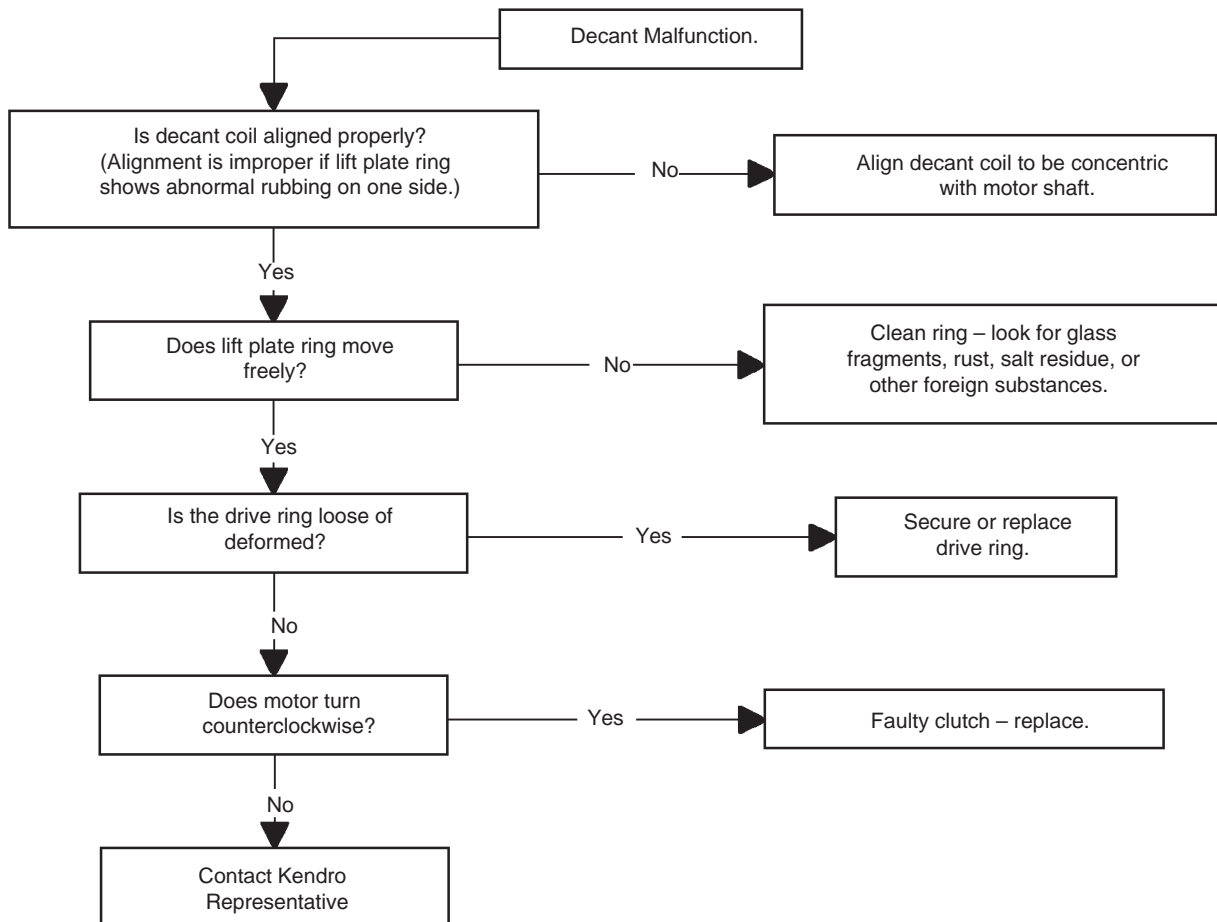 Decant Malfunction.
Is decant coil aligned properly?
(Alignment is improper if lift plate ring
shows abnormal rubbing on one side.)
No
Align decant coil to be concentric
with motor shaft.
Yes
Does lift plate ring move
freely?
No
Clean ring – look for glass
fragments, rust, salt residue, or
other foreign substances.
Yes
Is the drive ring loose of
deformed?
Yes
Secure or replace
drive ring.
No
Does motor turn
counterclockwise?
Yes
Faulty clutch – replace.
No
Contact Kendro
Representative